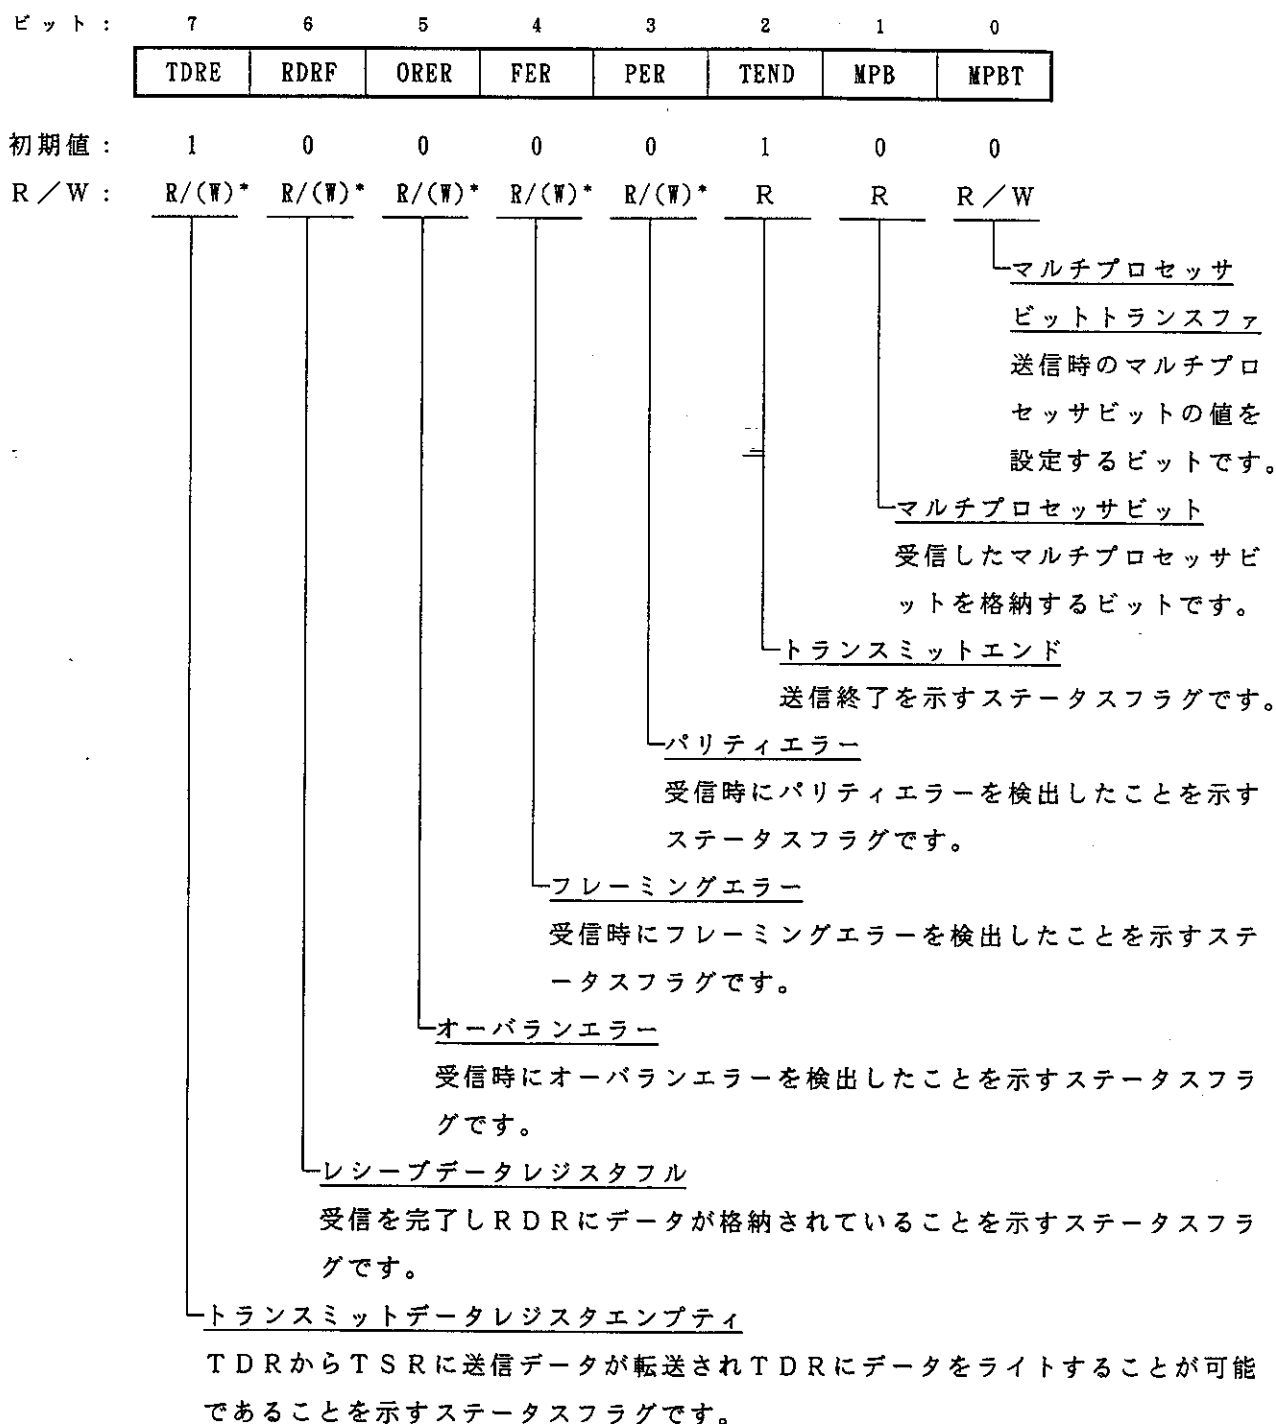 ビット： 7 6 5 4 3 2 1 0
TDRE RDRF ORER FER PER TEND MPB MPBT
初期値： 1 0 0 0 0 1 0 0
R／W： R/(W)* R/(W)* R/(W)* R/(W)* R/(W)* R R R／W
マルチプロセッサ
ビットトランスファ
送信時のマルチプロ
セッサビットの値を
設定するビットです。
マルチプロセッサビット
受信したマルチプロセッサビ
ットを格納するビットです。
トランスミットエンド
送信終了を示すステータスフラグです。
パリティエラー
受信時にパリティエラーを検出したことを示す
ステータスフラグです。
フレーミングエラー
受信時にフレーミングエラーを検出したことを示すステ
ータスフラグです。
オーバランエラー
受信時にオーバランエラーを検出したことを示すステータスフラ
グです。
レシーブデータレジスタフル
受信を完了しＲＤＲにデータが格納されていることを示すステータスフラ
グです。
トランスミットデータレジスタエンプティ
ＴＤＲからＴＳＲに送信データが転送されＴＤＲにデータをライトすることが可能
であることを示すステータスフラグです。